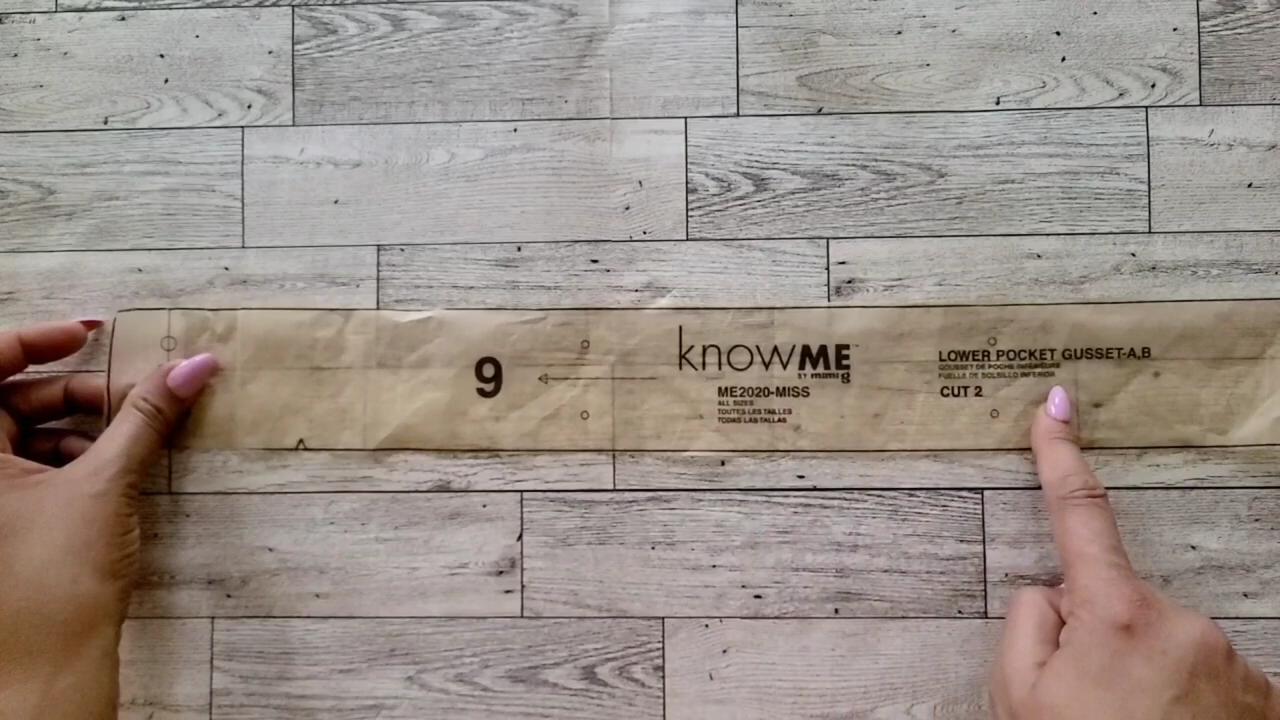 9
knowME™
BY mimi g
ME2020-MISS
ALL SIZES
TOUTES LES TAILLES
TODAS LAS TALLAS
LOWER POCKET GUSSET-A,B
GOUSSET DE POCHE INFÉRIEURE
FUELLE DE BOLSILLO INFERIOR
CUT 2